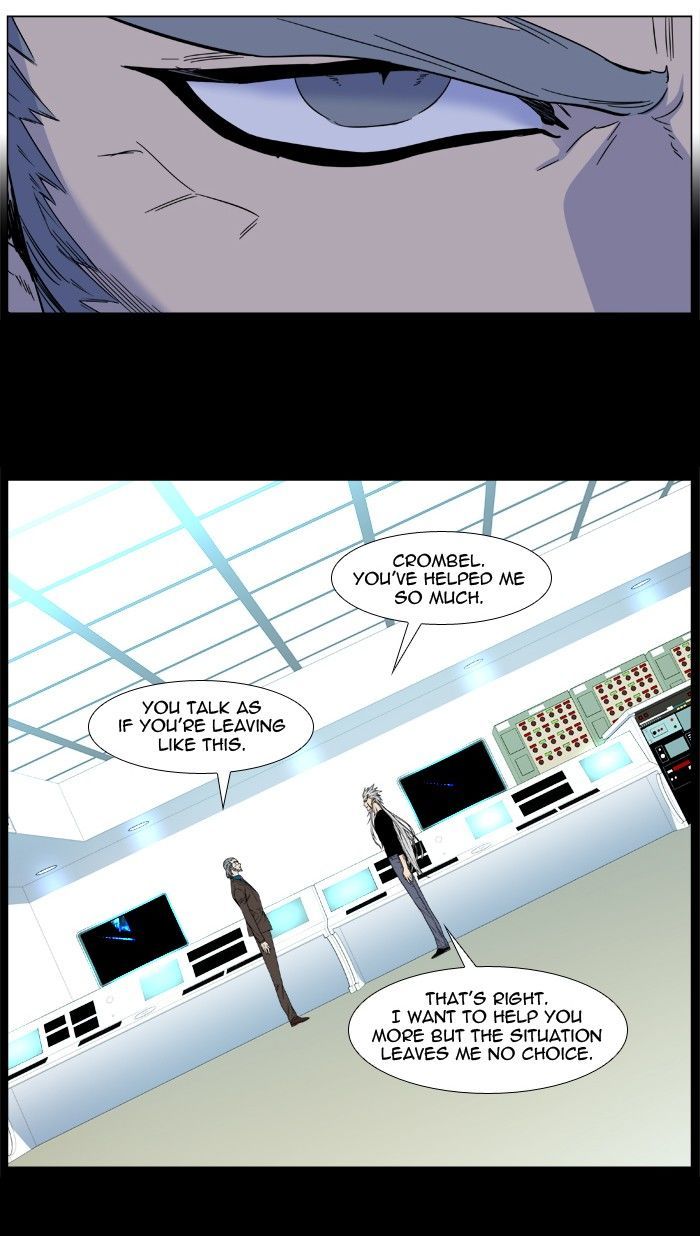 CROMBEL.
YOU'VE HELPED ME
SO MUCH.
YOU TALK AS
IF YOU'RE LEAVING
LIKE THIS.
THAT'S RIGHT.
I WANT TO HELP YOU
MORE BUT THE SITUATION
LEAVES ME NO CHOICE.